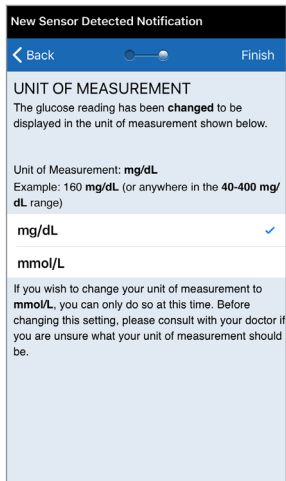 New Sensor Detected Notification
Back
Finish
UNIT OF MEASUREMENT
The glucose reading has been changed to be
displayed in the unit of measurement shown below.
Unit of Measurement: mg/dL
Example: 160 mg/dL (or anywhere in the 40-400 mg/
dL range)
mg/dL
mmol/L
If you wish to change your unit of measurement to
mmol/L, you can only do so at this time. Before
changing this setting, please consult with your doctor if
you are unsure what your unit of measurement should
be.